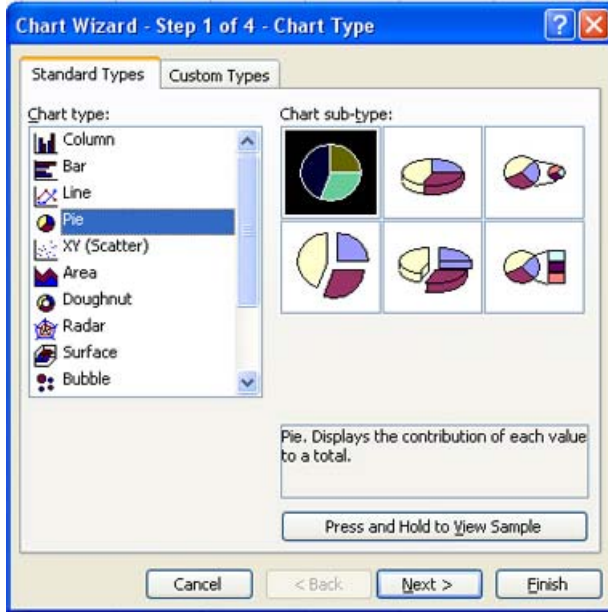 Chart Wizard - Step 1 of 4 - Chart Type
Standard Types
Custom Types
Chart type:
Column
Bar
Line
Pie
XY (Scatter)
Area
Doughnut
Radar
Surface
Bubble
Chart sub-type:
Pie. Displays the contribution of each value
to a total.
Press and Hold to View Sample
Cancel
< Back
Next >
Finish